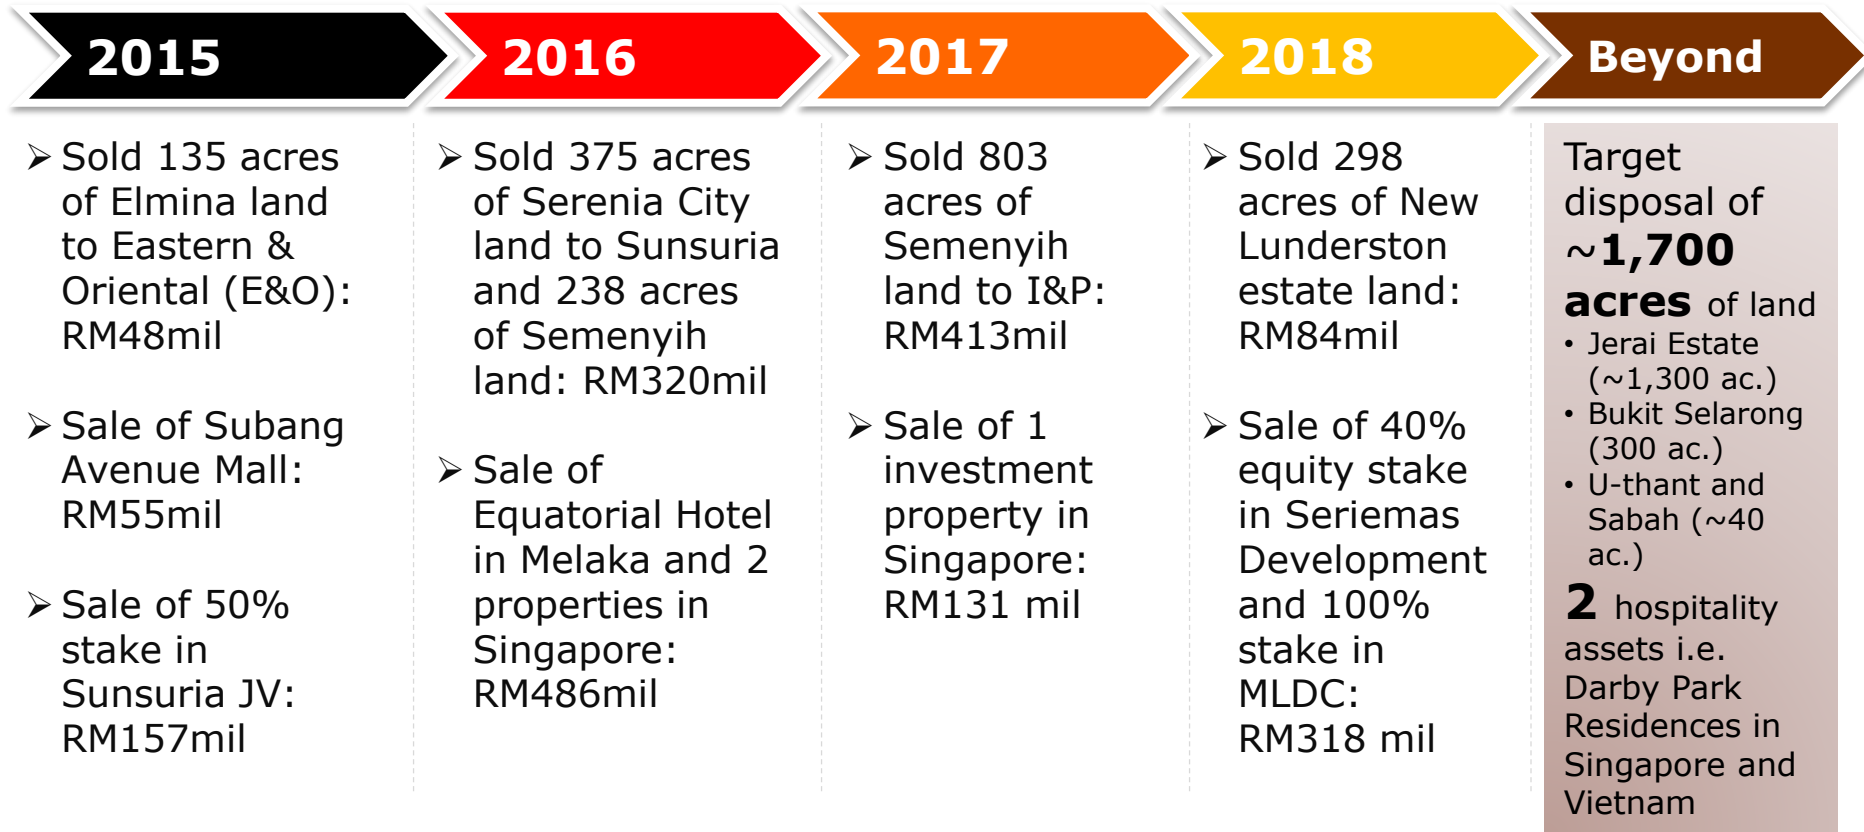 2015
2016
2017
2018
Beyond
➢ Sold 135 acres
of Elmina land
to Eastern &
Oriental (E&O):
RM48mil
➢ Sale of Subang
Avenue Mall:
RM55mil
➢ Sale of 50%
stake in
Sunsuria JV:
RM157mil
➢ Sold 375 acres
of Serenia City
land to Sunsuria
and 238 acres
of Semenyih
land: RM320mil
➢ Sale of
Equatorial Hotel
in Melaka and 2
properties in
Singapore:
RM486mil
➢ Sold 803
acres of
Semenyih
land to I&P:
RM413mil
➢ Sale of 1
investment
property in
Singapore:
RM131 mil
➢ Sold 298
acres of New
Lunderston
estate land:
RM84mil
➢ Sale of 40%
equity stake
in Seriemas
Development
and 100%
stake in
MLDC:
RM318 mil
Target
disposal of
~1,700
acres of land
• Jerai Estate
(~1,300 ac.)
• Bukit Selarong
(300 ac.)
• U-thant and
Sabah (~40
ac.)
2 hospitality
assets i.e.
Darby Park
Residences in
Singapore and
Vietnam